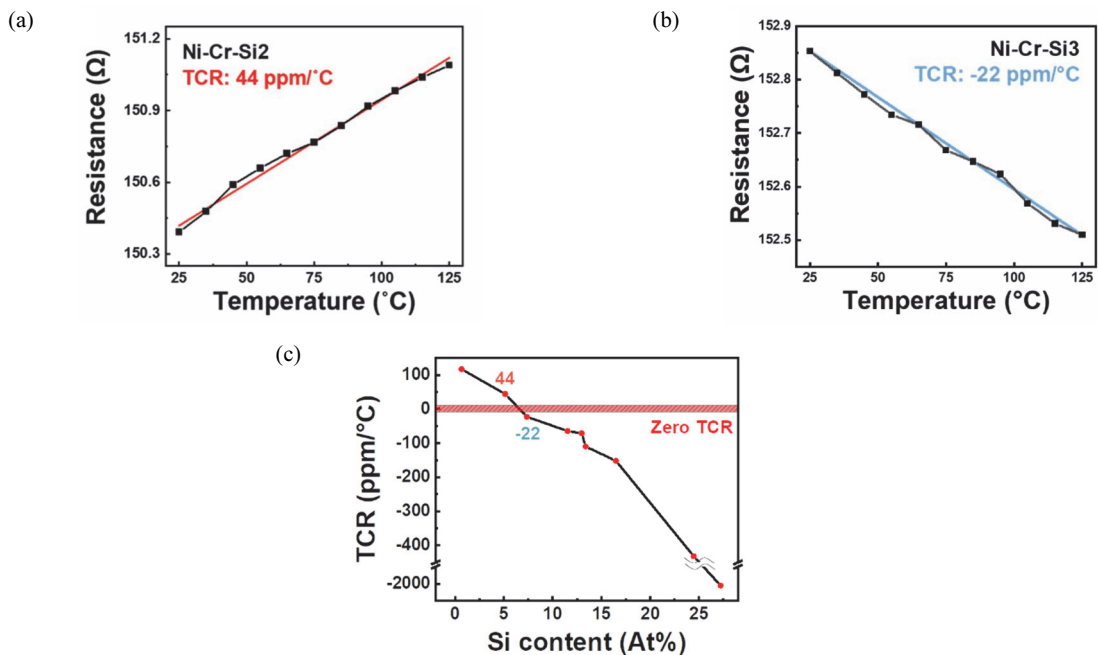 (a)
Ni-Cr-Si2
TCR: 44 ppm/˚C
Resistance (Ω)
151.2
150.9
150.6
150.3
25 50 75 100 125
Temperature (˚C)
(b)
Ni-Cr-Si3
TCR: -22 ppm/°C
Resistance (Ω)
152.9
152.8
152.7
152.6
152.5
25 50 75 100 125
Temperature (°C)
(c)
TCR (ppm/°C)
100
0
-100
-200
-300
-400
-2000
44
-22
Zero TCR
0 5 10 15 20 25
Si content (At%)